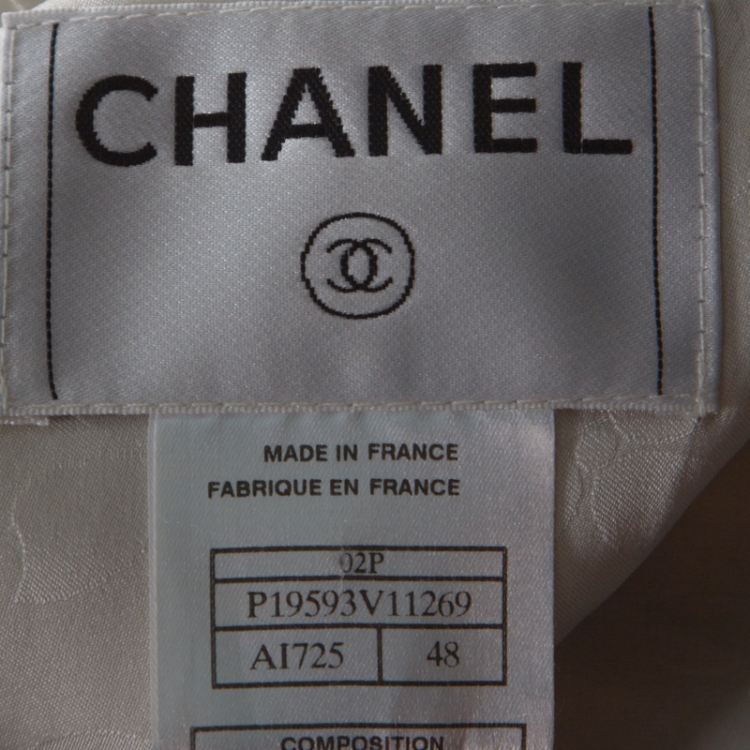 CHANEL
MADE IN FRANCE
FABRIQUE EN FRANCE
02P
P19593V11269
AI725 48
COMPOSITION